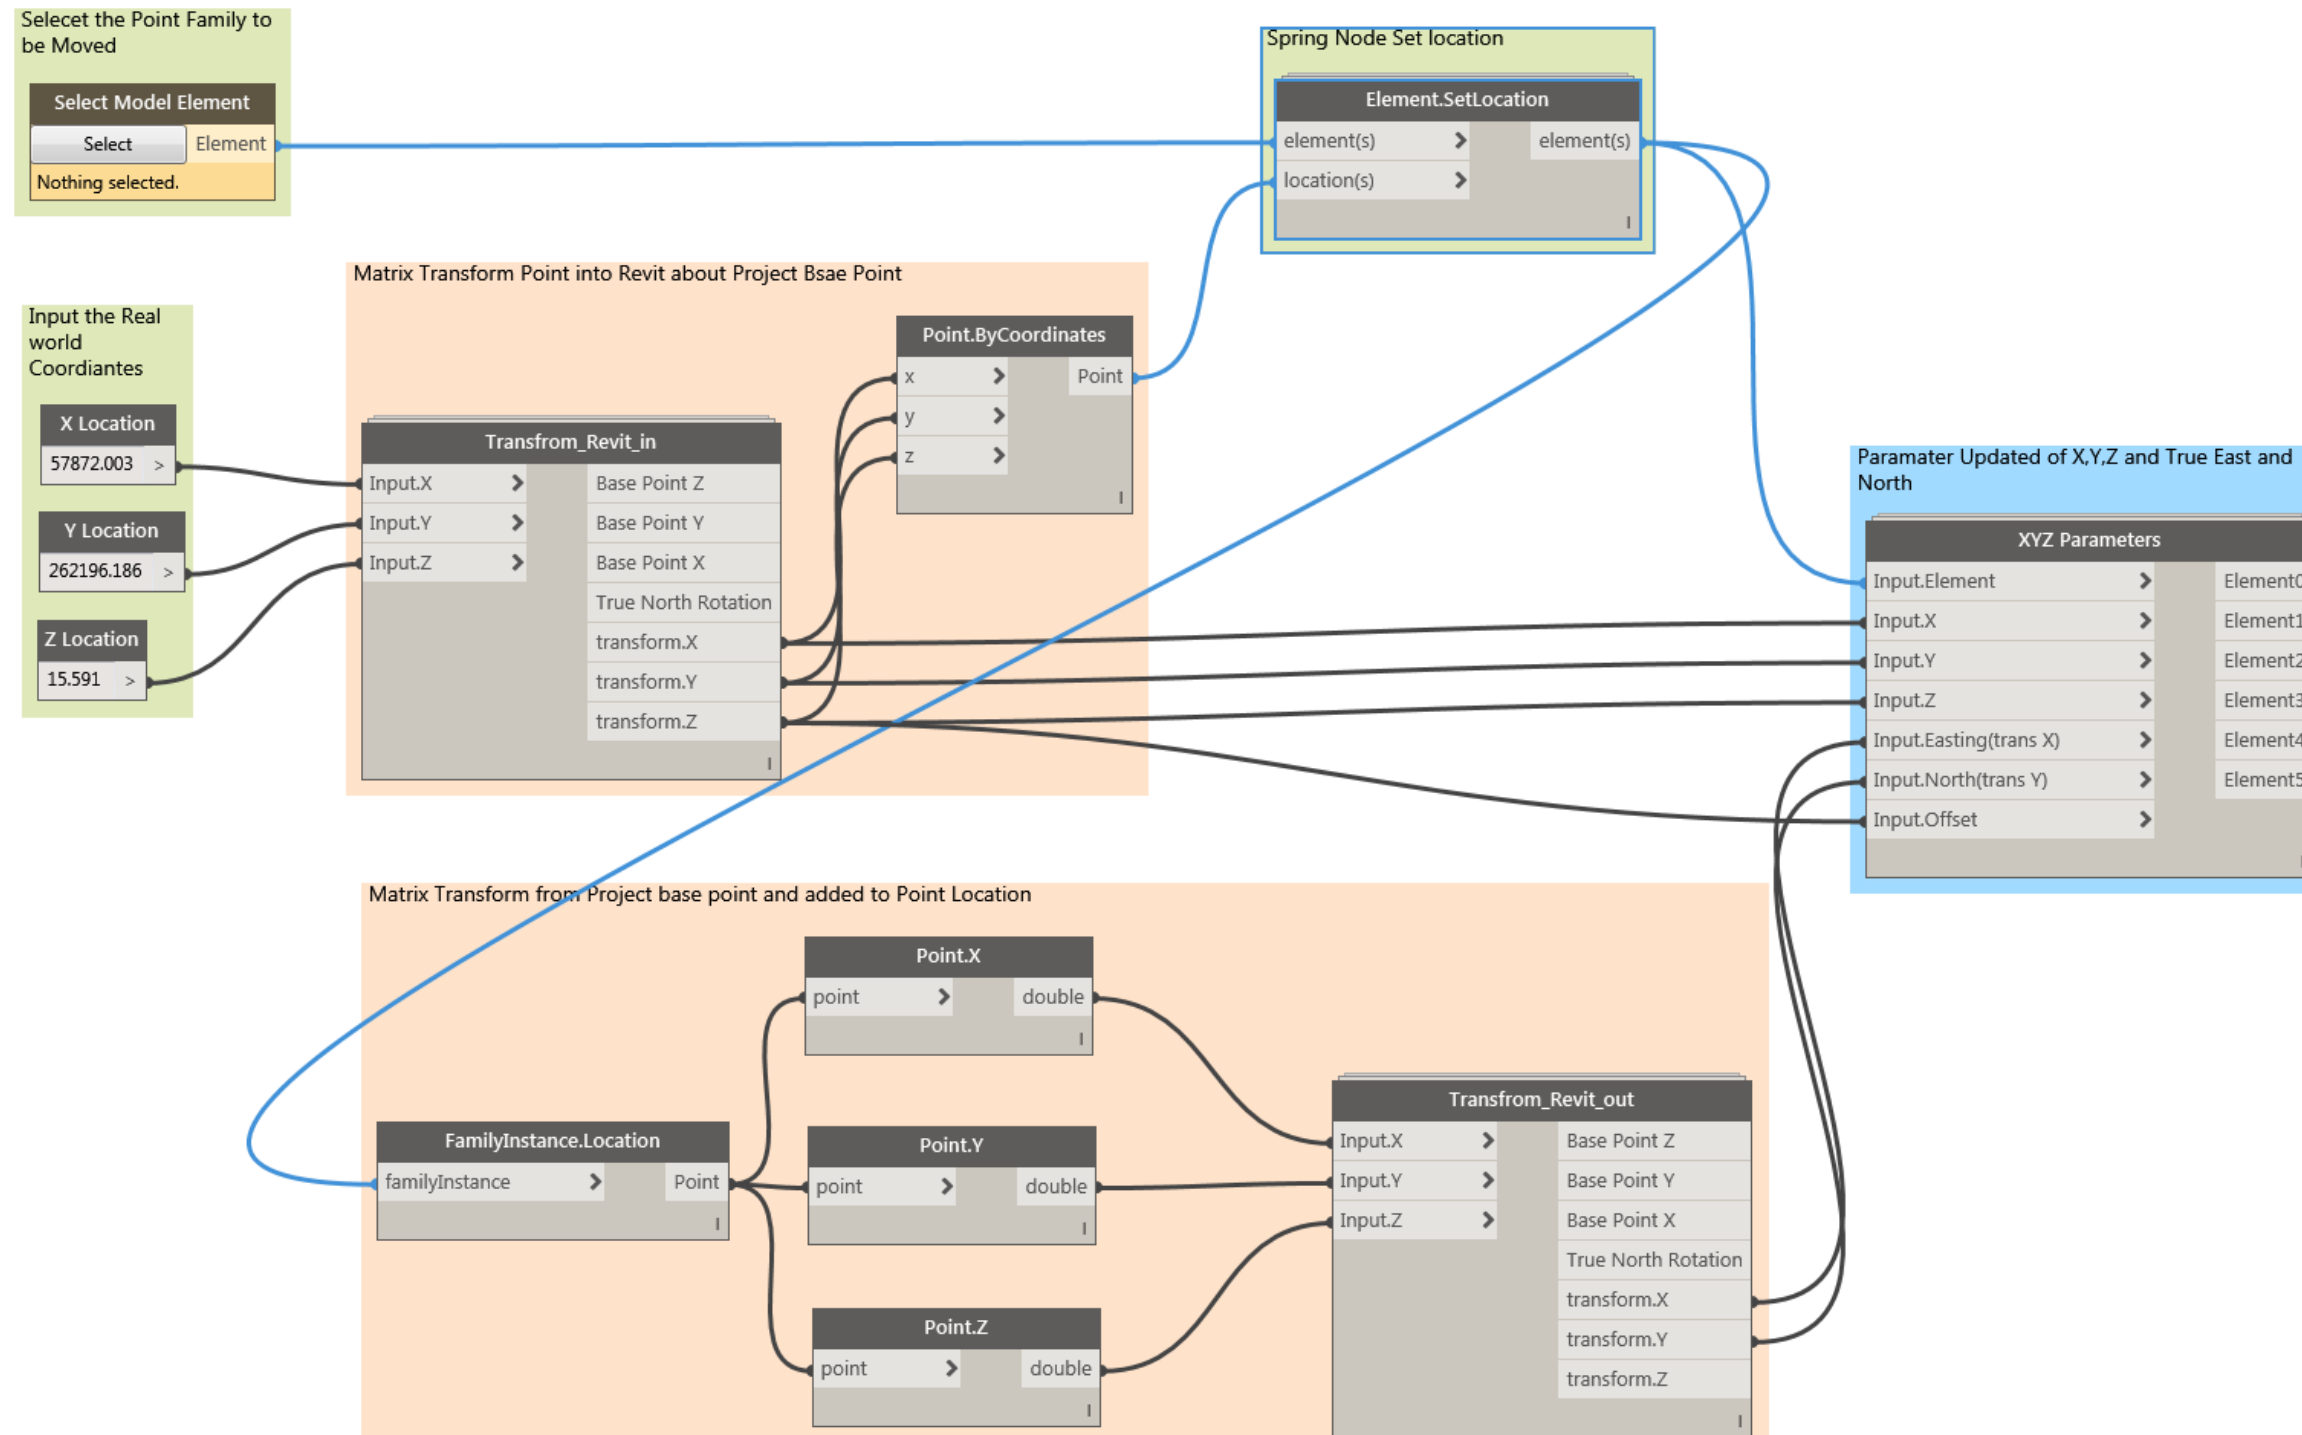 Selecet the Point Family to
be Moved
Select Model Element
Select
Element
Nothing selected.
Spring Node Set location
Element.SetLocation
element(s)
element(s)
location(s)
I
Input the Real
world
Coordiantes
X Location
57872.003 >
Y Location
262196.186 >
Z Location
15.591 >
Matrix Transform Point into Revit about Project Bsae Point
Transfrom_Revit_in
Input.X
Input.Y
Input.Z
Base Point Z
Base Point Y
Base Point X
True North Rotation
transform.X
transform.Y
transform.Z
I
Point.ByCoordinates
x
y
z
Point
I
Paramater Updated of X,Y,Z and True East and
North
XYZ Parameters
Input.Element
Input.X
Input.Y
Input.Z
Input.Easting(trans X)
Input.North(trans Y)
Input.Offset
Element0
Element1
Element2
Element3
Element4
Element5
Matrix Transform from Project base point and added to Point Location
FamilyInstance.Location
familyInstance
Point
I
Point.X
point
double
I
Point.Y
point
double
I
Point.Z
point
double
I
Transfrom_Revit_out
Input.X
Input.Y
Input.Z
Base Point Z
Base Point Y
Base Point X
True North Rotation
transform.X
transform.Y
transform.Z
I